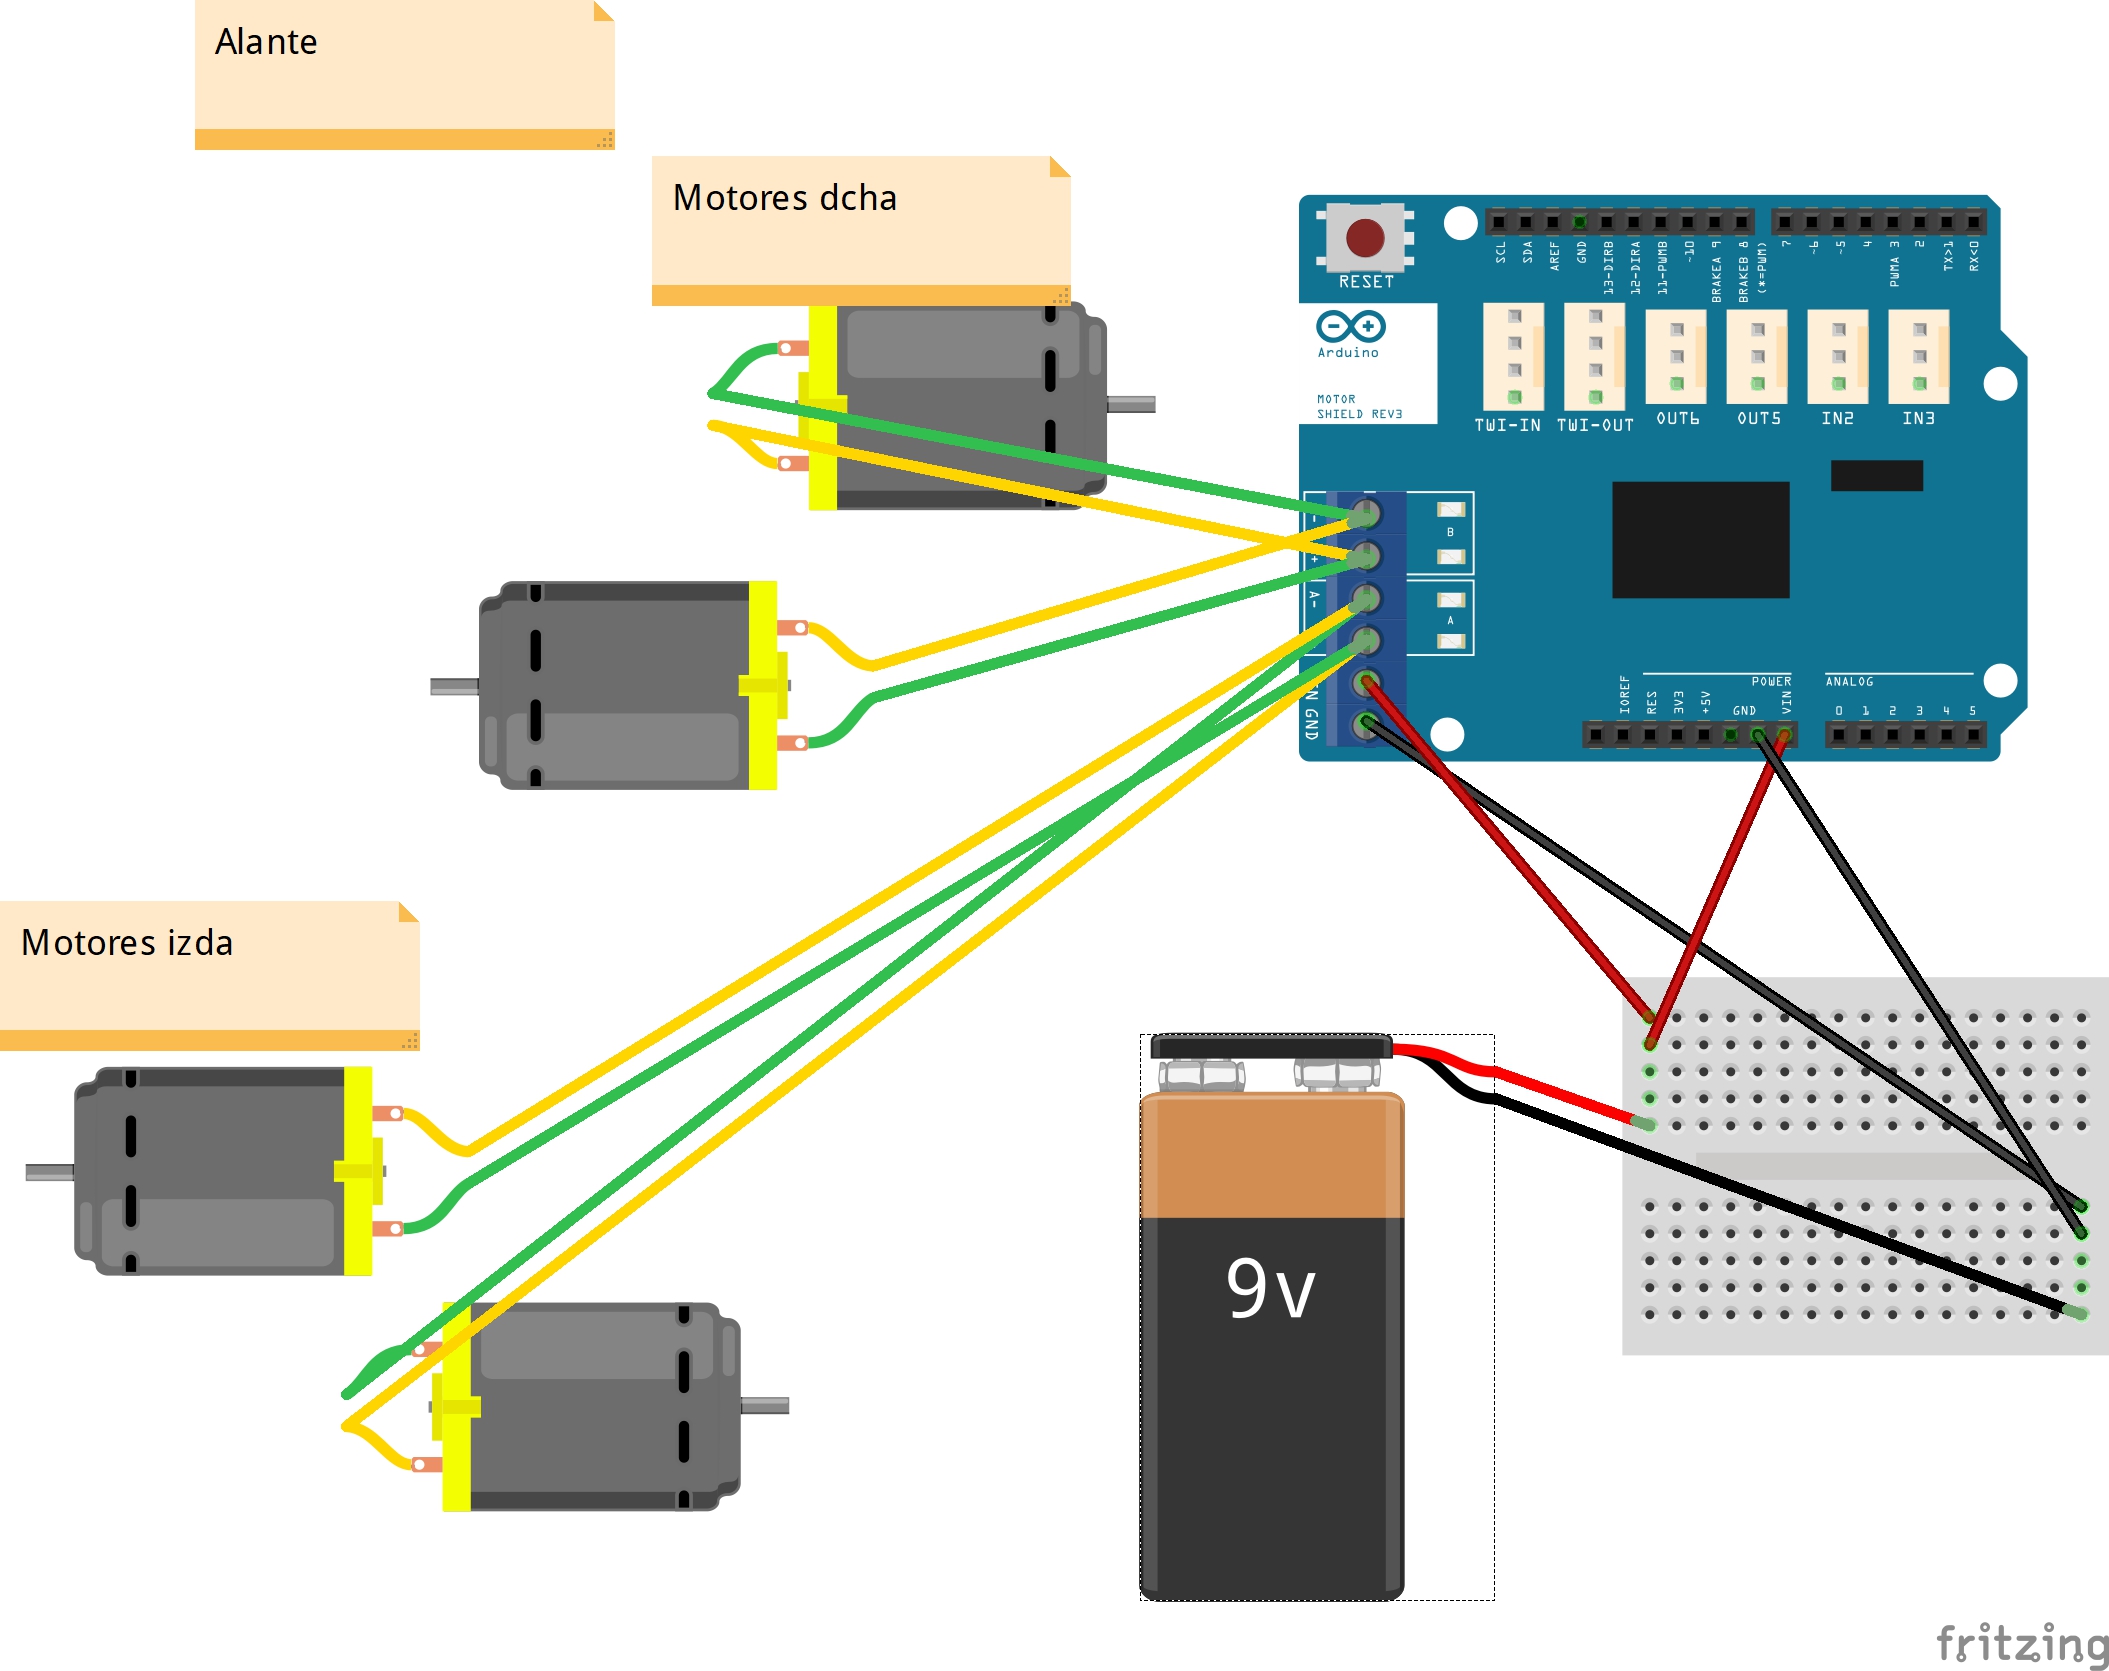 Alante
Motores dcha
Motores izda
RESET
Arduino
MOTOR
SHIELD REV3
SCL
SDA
AREF
GND
13-DIRB
12-DIRA
11-PWMB
~10
BRAKEA 9
BRAKEB 8
(*=PWM)
7
~6
~5
4
PWMA 3
2
TX>1
RX<0
TWI-IN
TWI-OUT
OUT6
OUT5
IN2
IN3
-
+
A-
B
A
N GND
IOREF
RES
3V3
+5V
GND
VIN
POWER
ANALOG
0 1 2 3 4 5
9v
fritzing